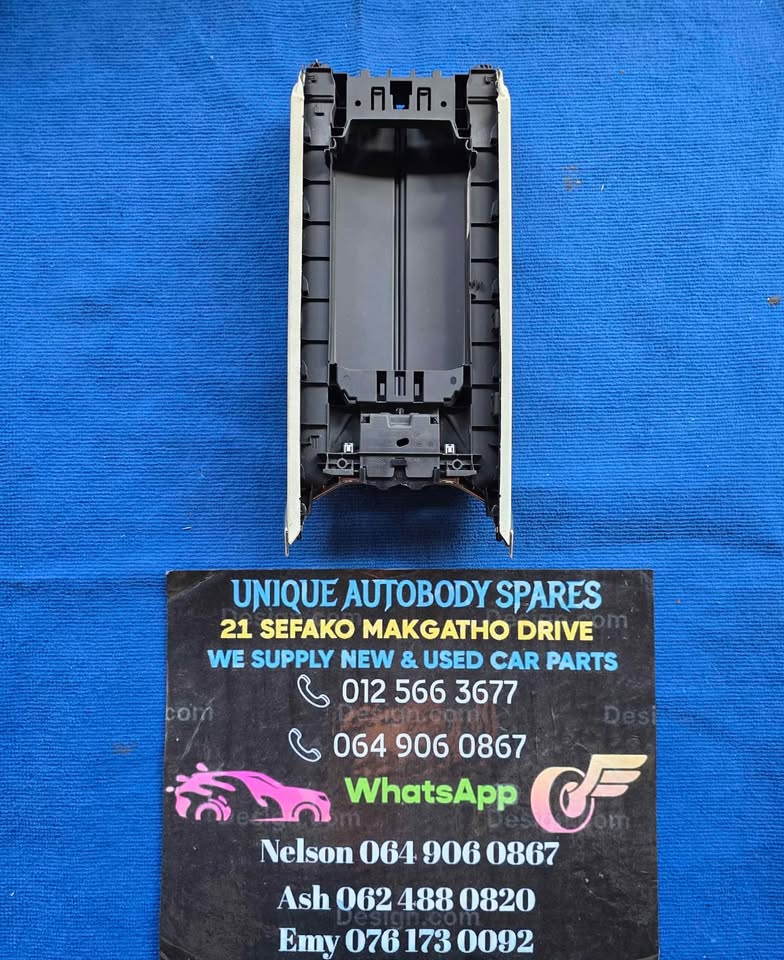 UNIQUE AUTOBODY SPARES
21 SEFAKO MAKGATHO DRIVE
WE SUPPLY NEW & USED CAR PARTS
012 566 3677
064 906 0867
WhatsApp
Nelson 064 906 0867
Ash 062 488 0820
Emy 076 173 0092